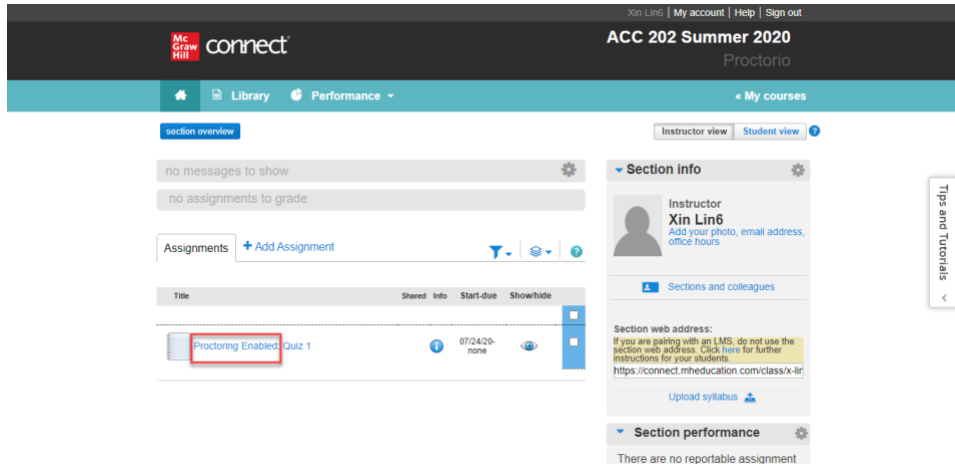 Xin Lin6 | My account | Help | Sign out
Mc
Graw
Hill
connect
ACC 202 Summer 2020
Proctorio
Library
Performance
« My courses
section overview
Instructor view
Student view
?
no messages to show
no assignments to grade
Assignments
+ Add Assignment
?
Title
Shared
Info
Start-due
Show/hide
Proctoring Enabled: Quiz 1
i
07/24/20-
none
Section info
Instructor
Xin Lin6
Add your photo, email address,
office hours
Sections and colleagues
Section web address:
If you are pairing with an LMS, do not use the
section web address. Click here for further
instructions for your students.
https://connect.mheducation.com/class/x-lin
Upload syllabus
Section performance
There are no reportable assignment
Tips and Tutorials